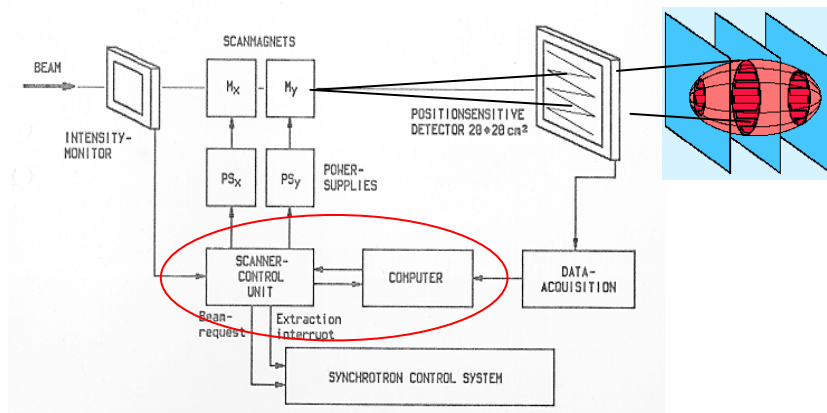 SCANMAGNETS
BEAM
Mx
My
INTENSITY-
MONITOR
POSITIONSENSITIVE
DETECTOR 20*20 cm²
PSx
PSy
POWER-
SUPPLIES
SCANNER-
CONTROL
UNIT
COMPUTER
DATA-
ACQUISITION
Beam-
request
Extraction
interrupt
SYNCHROTRON CONTROL SYSTEM